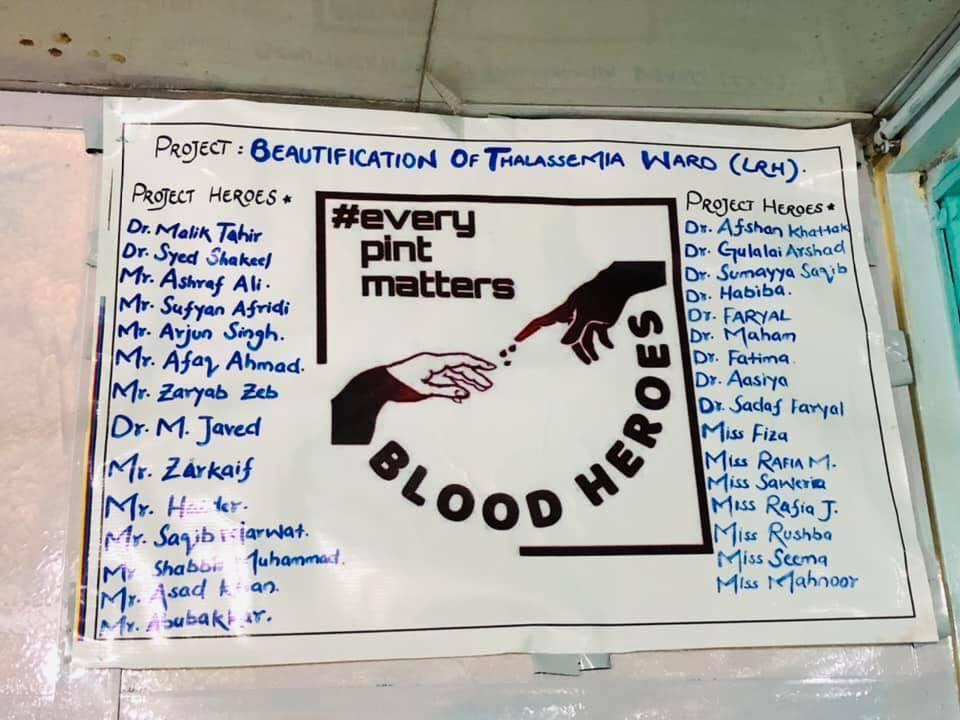 PROJECT: BEAUTIFICATION OF THALASSEMIA WARD (LRH).
PROJECT HEROES *
Dr. Malik Tahir
Dr. Syed Shakeel
Mr. Ashraf Ali.
Mr. Sufyan Afridi
Mr. Arjun Singh.
Mr. Afaq Ahmad.
Mr. Zaryab Zeb
Dr. M. Javed
Mr. Zarkaif
Mr. Haider.
Mr. Saqib Marwat.
Mr. Shabbir Muhammad.
Mr. Asad Khan.
Mr. Abubakkar.
#every
pint
matters
BLOOD HEROES
PROJECT HEROES *
Dr. Afshan Khattak
Dr. Gulalai Arshad
Dr. Sumayya Saqib
Dr. Habiba.
Dr. FARYAL
Dr. Maham
Dr. Fatima.
Dr. Aasiya
Dr. Sadaf Faryal
Miss Fiza
Miss RAFIA M.
Miss Saweria
Miss Rafia J.
Miss Rushba
Miss Seema
Miss Mahnoor